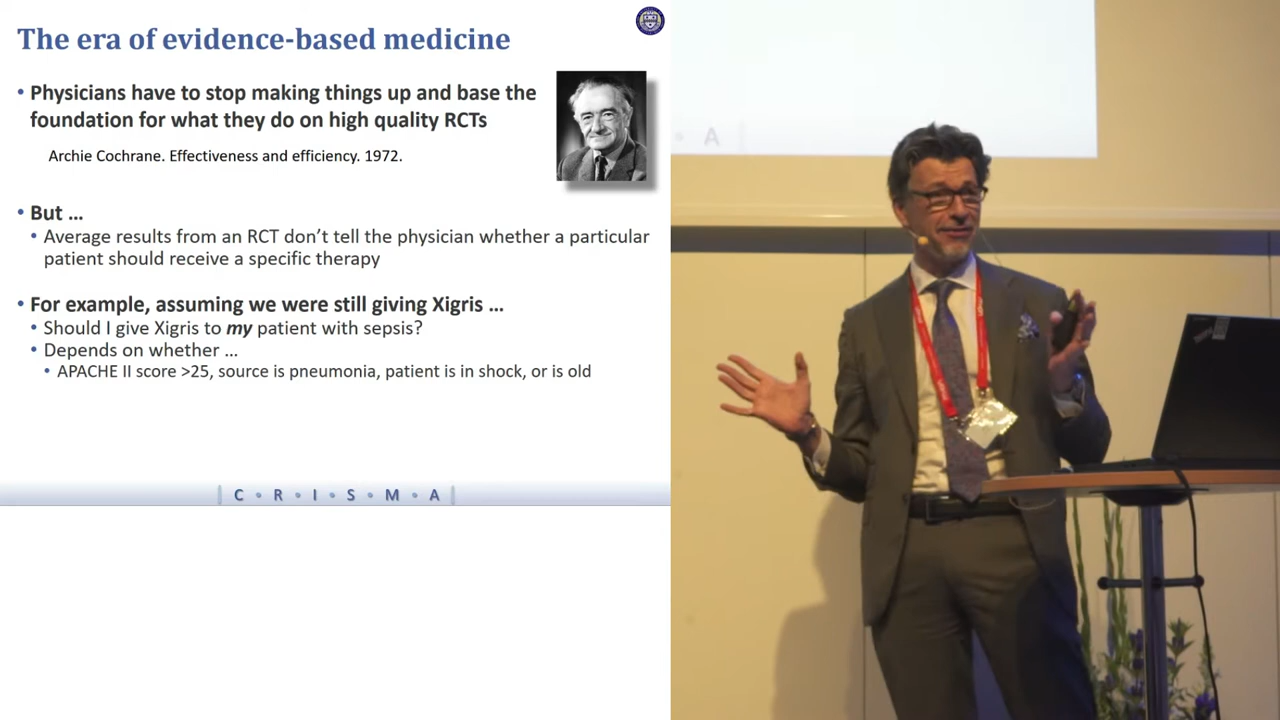 The era of evidence-based medicine
• Physicians have to stop making things up and base the
foundation for what they do on high quality RCTs
Archie Cochrane. Effectiveness and efficiency. 1972.
• But …
• Average results from an RCT don’t tell the physician whether a particular
patient should receive a specific therapy
• For example, assuming we were still giving Xigris …
• Should I give Xigris to my patient with sepsis?
• Depends on whether …
• APACHE II score >25, source is pneumonia, patient is in shock, or is old
C • R • I • S • M • A
A